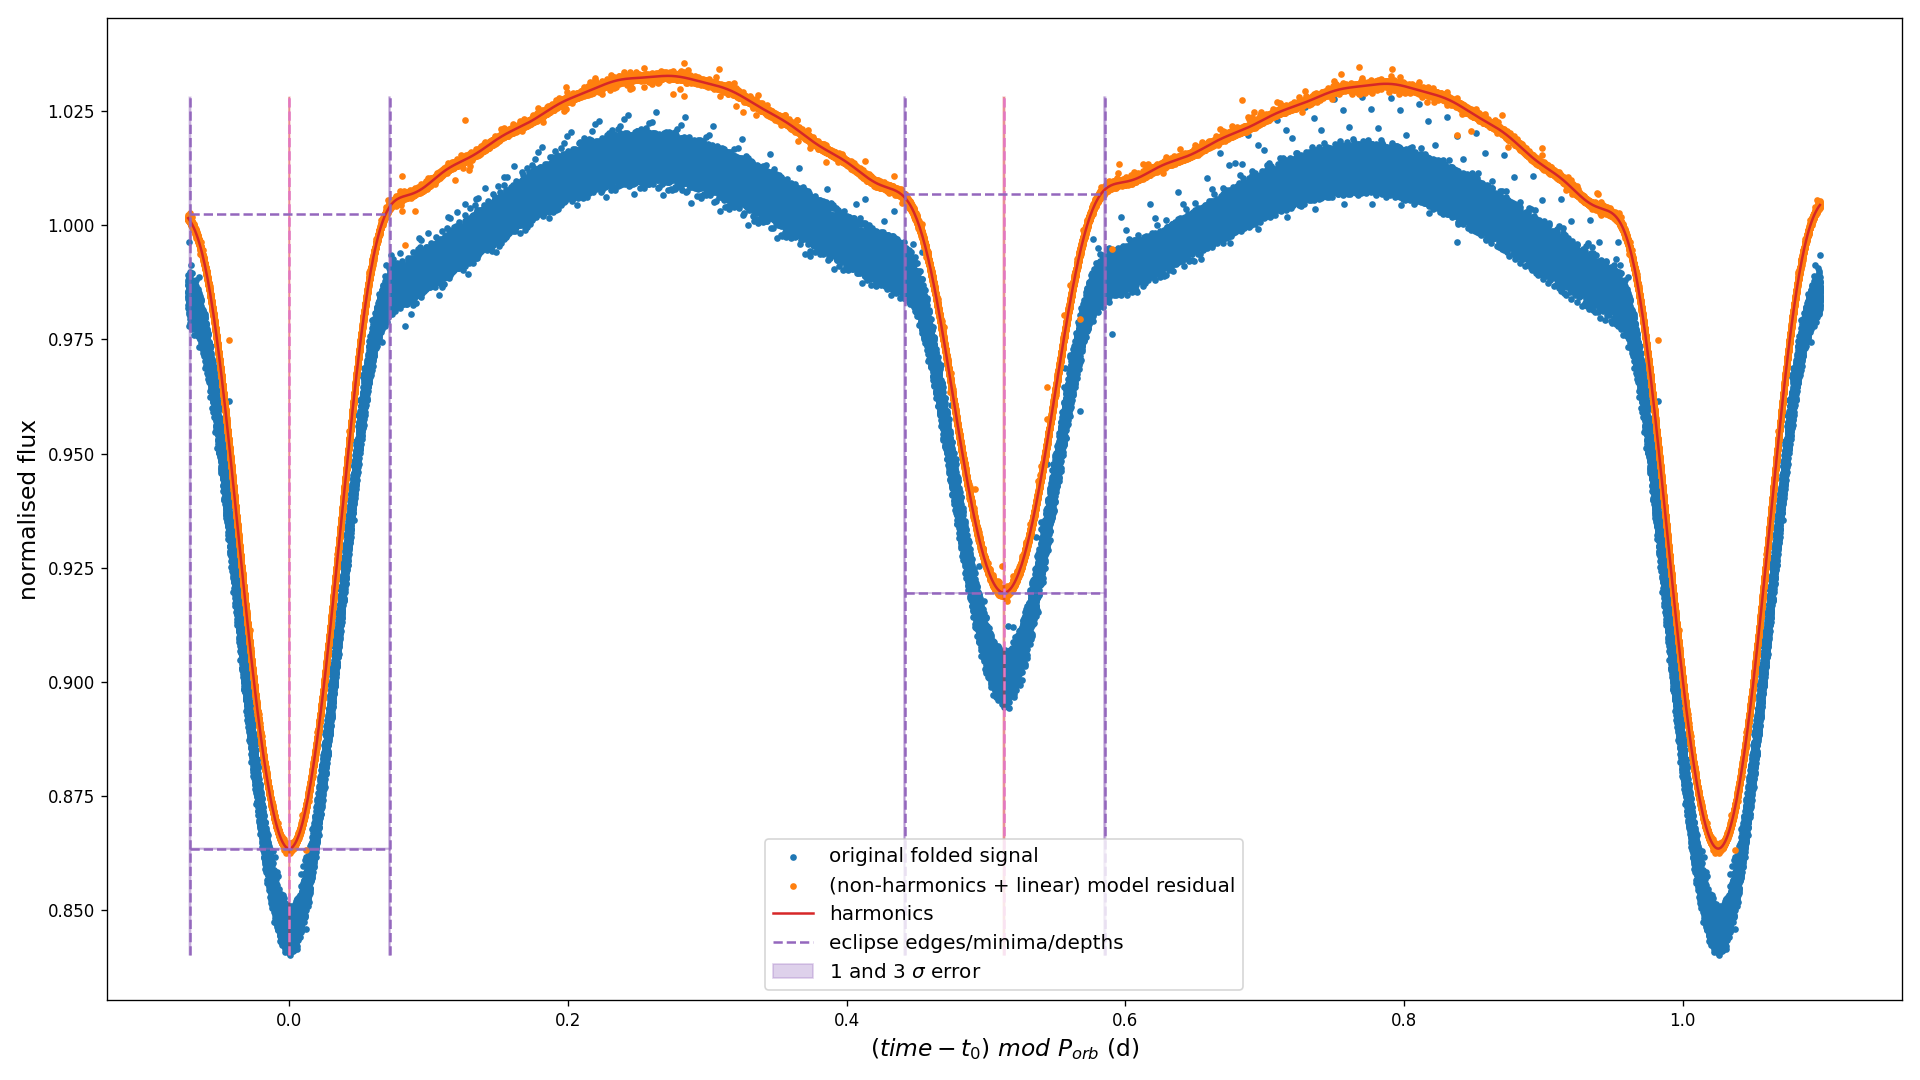 normalised flux
1.025
1.000
0.975
0.950
0.925
0.900
0.875
0.850
original folded signal
(non-harmonics + linear) model residual
harmonics
eclipse edges/minima/depths
1 and 3 σ error
0.0 0.2 0.4 0.6 0.8 1.0
(time − t₀) mod Pₒᵣb (d)